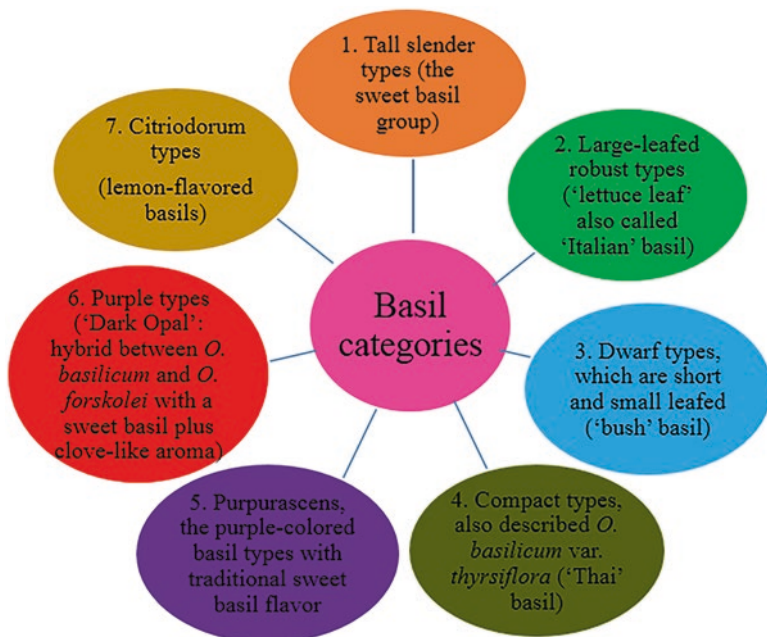 1. Tall slender
types (the
sweet basil
group)
2. Large-leafed
robust types
(‘lettuce leaf’
also called
‘Italian’ basil)
3. Dwarf types,
which are short
and small leafed
(‘bush’ basil)
4. Compact types,
also described O.
basilicum var.
thyrsiflora (‘Thai’
basil)
5. Purpurascens,
the purple-colored
basil types with
traditional sweet
basil flavor
6. Purple types
(‘Dark Opal’:
hybrid between O.
basilicum and O.
forskolei with a
sweet basil plus
clove-like aroma)
7. Citriodorum
types
(lemon-flavored
basils)
Basil
categories